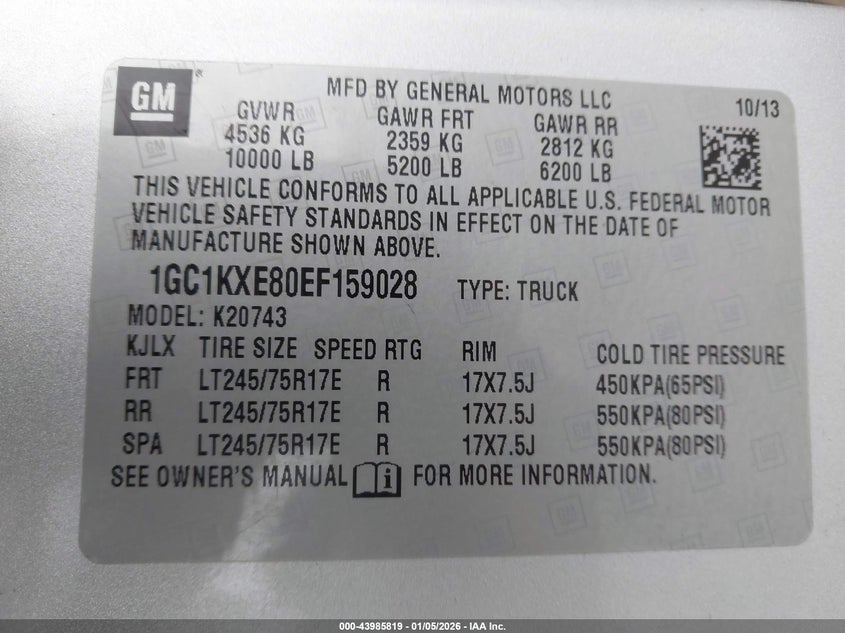 GM
MFD BY GENERAL MOTORS LLC
10/13
GVWR GAWR FRT GAWR RR
4536 KG 2359 KG 2812 KG
10000 LB 5200 LB 6200 LB
THIS VEHICLE CONFORMS TO ALL APPLICABLE U.S. FEDERAL MOTOR
VEHICLE SAFETY STANDARDS IN EFFECT ON THE DATE OF
MANUFACTURE SHOWN ABOVE.
1GC1KXE80EF159028 TYPE: TRUCK
MODEL: K20743
KJLX TIRE SIZE SPEED RTG RIM COLD TIRE PRESSURE
FRT LT245/75R17E R 17X7.5J 450KPA(65PSI)
RR LT245/75R17E R 17X7.5J 550KPA(80PSI)
SPA LT245/75R17E R 17X7.5J 550KPA(80PSI)
SEE OWNER'S MANUAL i FOR MORE INFORMATION.
000-43985819 - 01/05/2026 - IAA Inc.